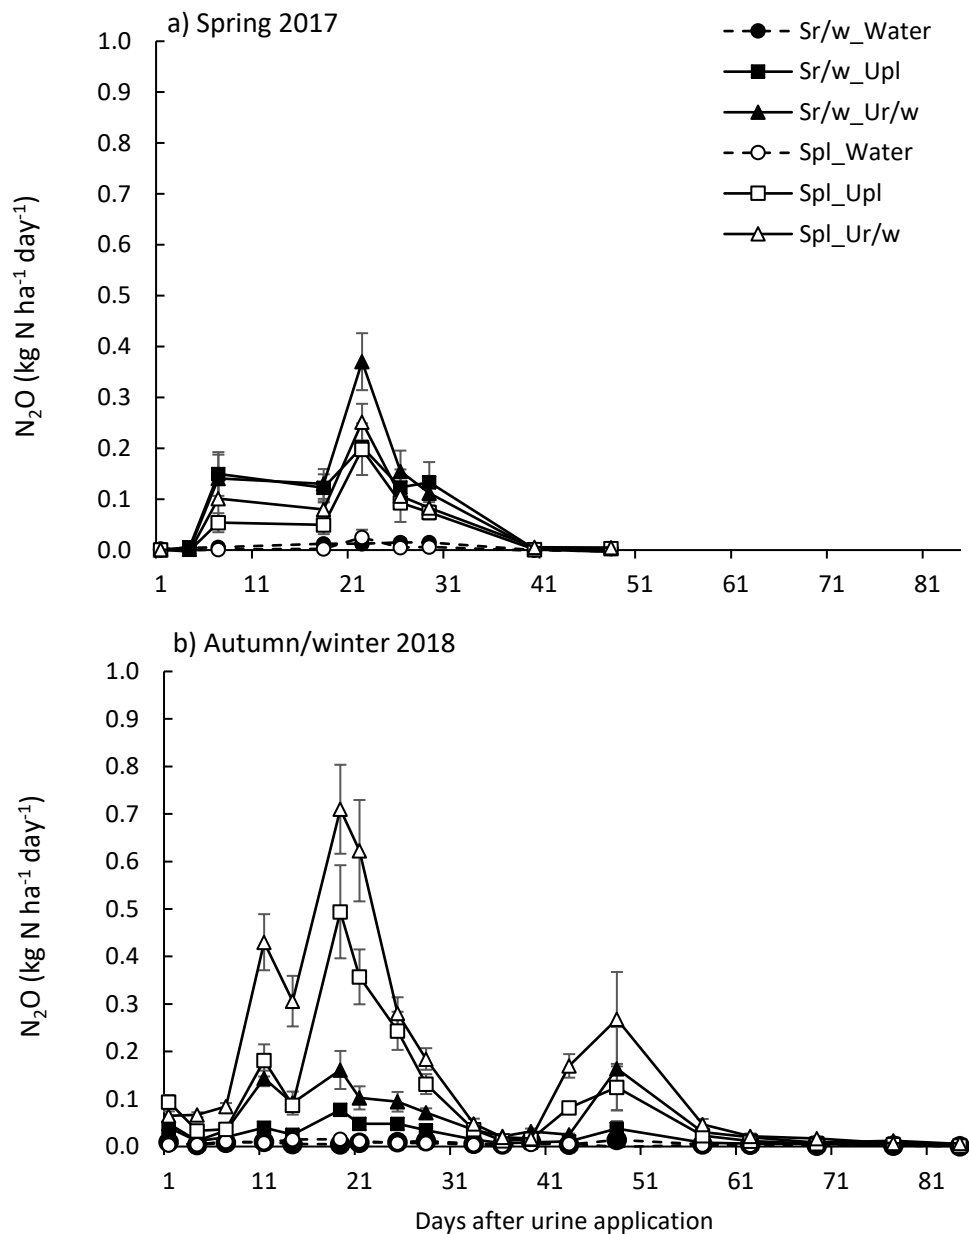 a) Spring 2017
1.0
0.9
0.8
0.7
0.6
0.5
0.4
0.3
0.2
0.1
0.0
N₂O (kg N ha⁻¹ day⁻¹)
1 11 21 31 41 51 61 71 81
Sr/w_Water
Sr/w_Upl
Sr/w_Ur/w
Spl_Water
Spl_Upl
Spl_Ur/w
b) Autumn/winter 2018
1.0
0.9
0.8
0.7
0.6
0.5
0.4
0.3
0.2
0.1
0.0
N₂O (kg N ha⁻¹ day⁻¹)
1 11 21 31 41 51 61 71 81
Days after urine application